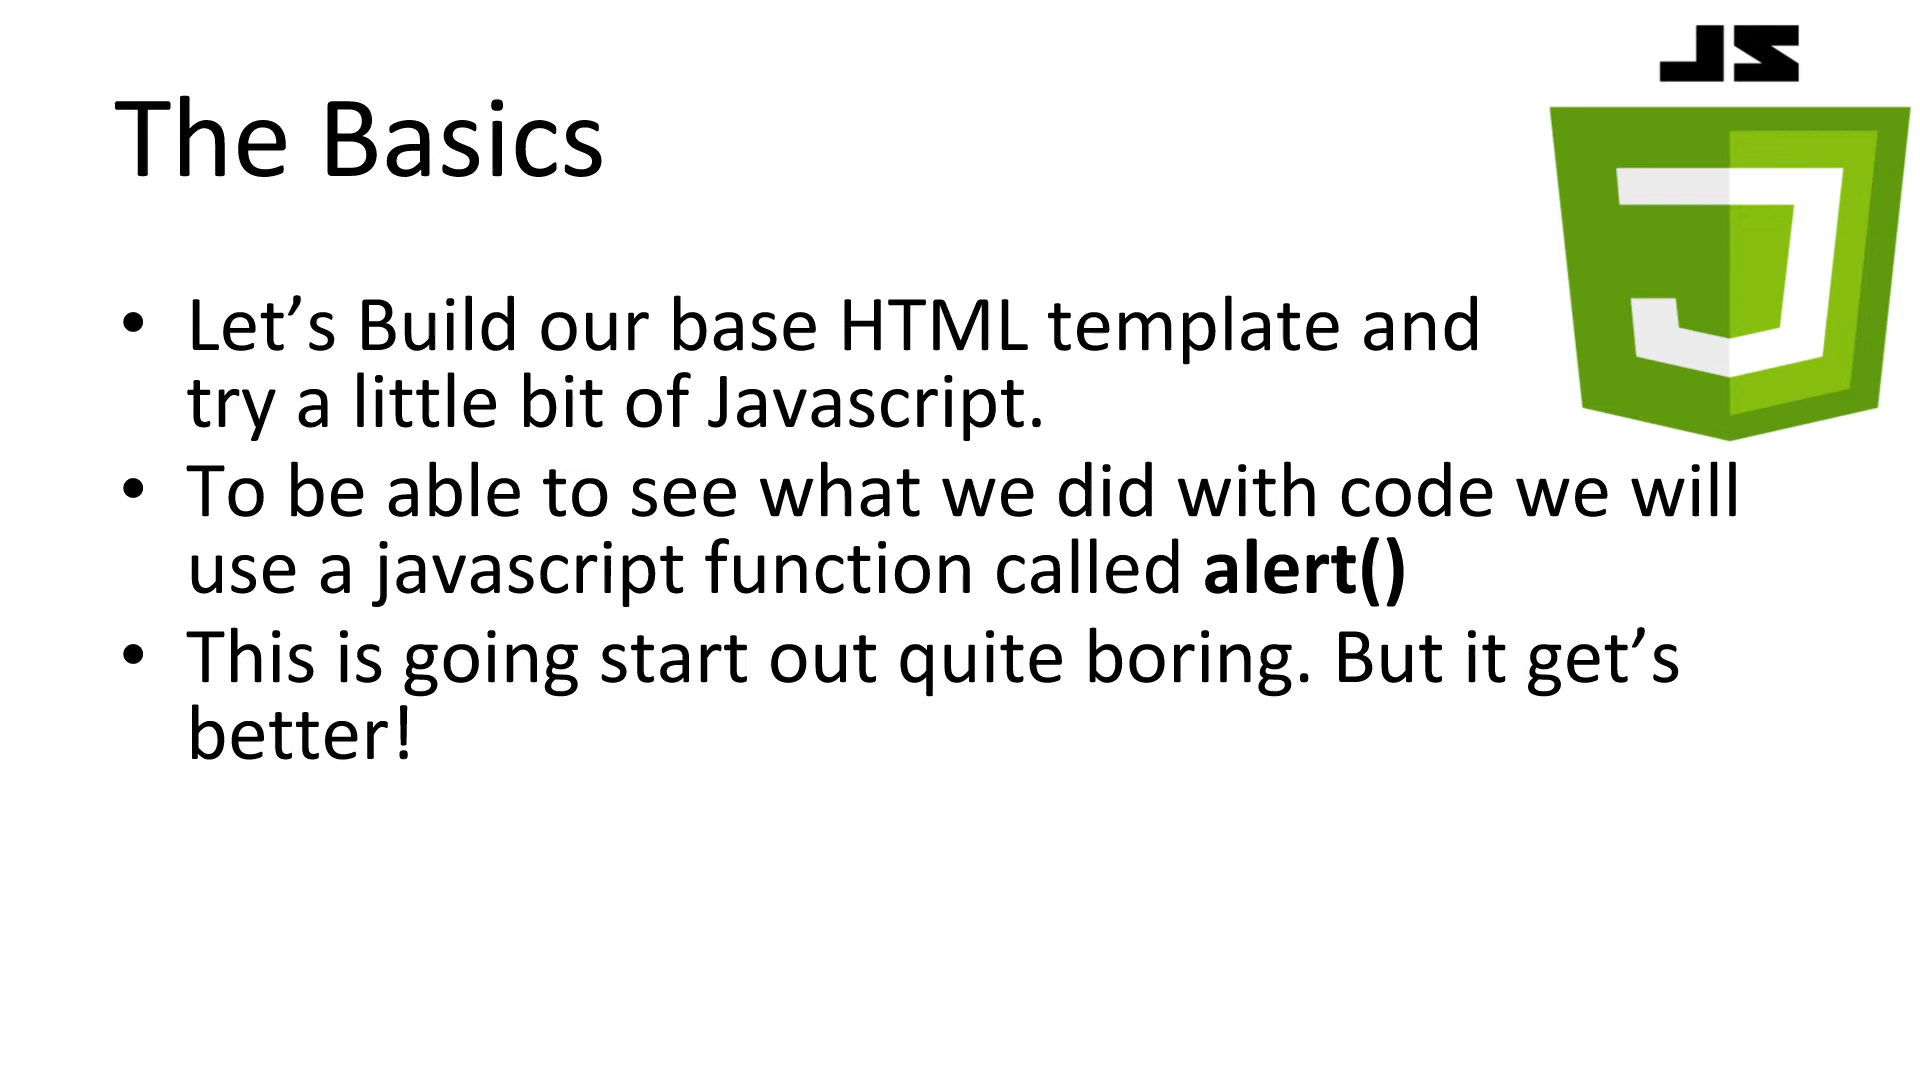 JS
The Basics
• Let’s Build our base HTML template and
try a little bit of Javascript.
• To be able to see what we did with code we will
use a javascript function called alert()
• This is going start out quite boring. But it get’s
better!